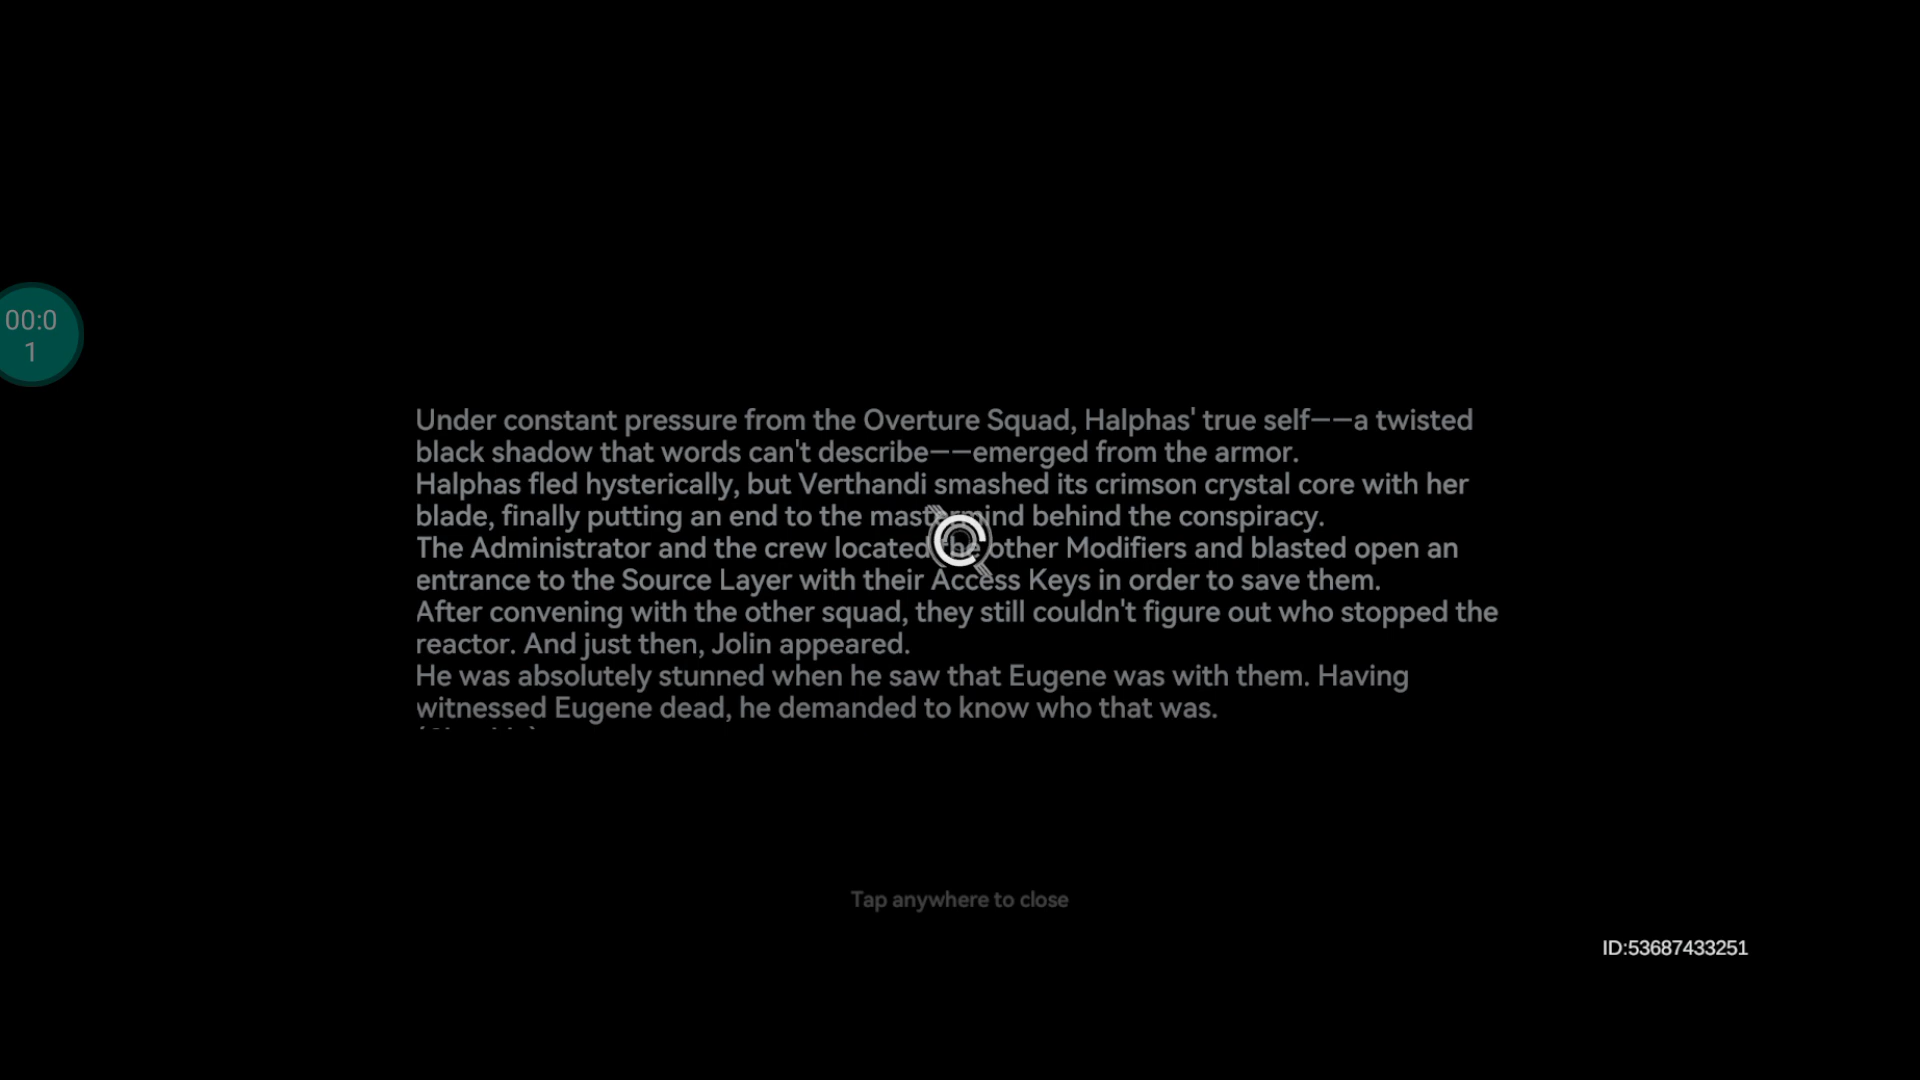 00:0
1
Under constant pressure from the Overture Squad, Halphas' true self——a twisted
black shadow that words can't describe——emerged from the armor.
Halphas fled hysterically, but Verthandi smashed its crimson crystal core with her
blade, finally putting an end to the mastermind behind the conspiracy.
The Administrator and the crew located the other Modifiers and blasted open an
entrance to the Source Layer with their Access Keys in order to save them.
After convening with the other squad, they still couldn't figure out who stopped the
reactor. And just then, Jolin appeared.
He was absolutely stunned when he saw that Eugene was with them. Having
witnessed Eugene dead, he demanded to know who that was.
Tap anywhere to close
ID:53687433251